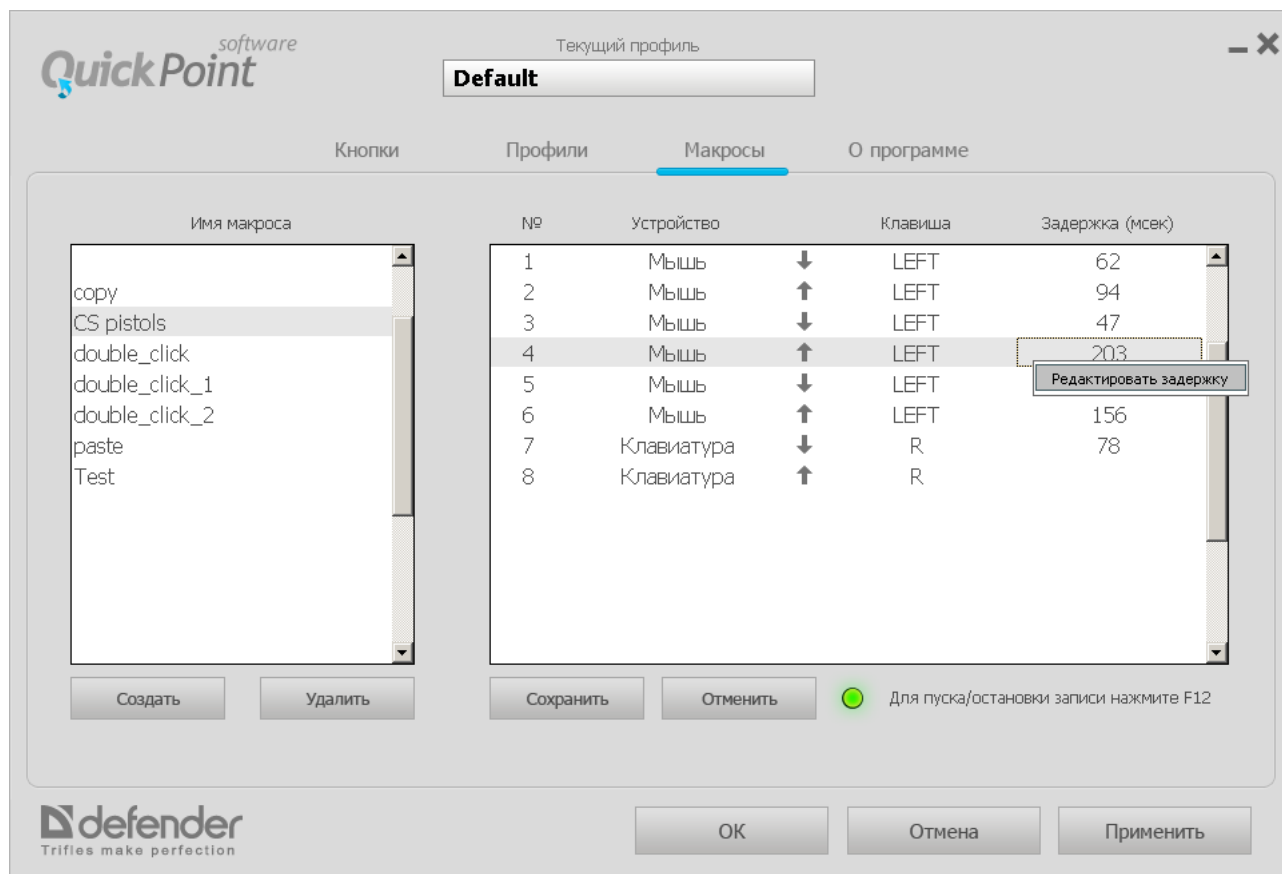 software
QuickPoint
Текущий профиль
Default
Кнопки Профили Макросы О программе
Имя макроса
copy
CS pistols
double_click
double_click_1
double_click_2
paste
Test
Создать Удалить
№ Устройство Клавиша Задержка (мсек)
1 Мышь LEFT 62
2 Мышь LEFT 94
3 Мышь LEFT 47
4 Мышь LEFT 203
Редактировать задержку
5 Мышь LEFT
6 Мышь LEFT 156
7 Клавиатура R 78
8 Клавиатура R
Сохранить Отменить Для пуска/остановки записи нажмите F12
defender
Trifles make perfection
OK Отмена Применить